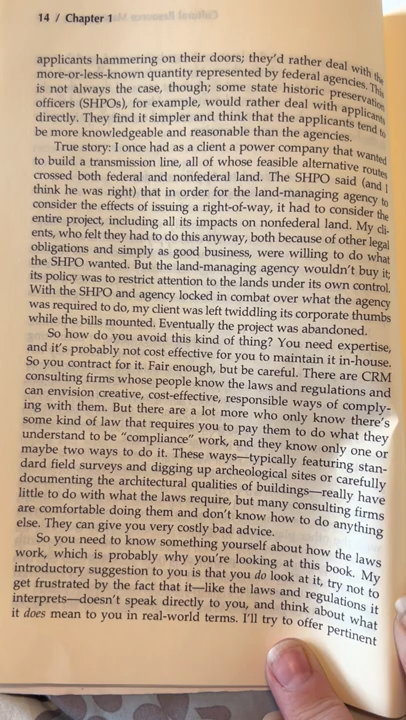 14 / Chapter 1
applicants hammering on their doors; they'd rather deal with the
more-or-less-known quantity represented by federal agencies. This
is not always the case, though; some state historic preservation
officers (SHPOs), for example, would rather deal with applicants
directly. They find it simpler and think that the applicants tend to
be more knowledgeable and reasonable than the agencies.
True story: I once had as a client a power company that wanted
to build a transmission line, all of whose feasible alternative routes
crossed both federal and nonfederal land. The SHPO said (and I
think he was right) that in order for the land-managing agency to
consider the effects of issuing a right-of-way, it had to consider the
entire project, including all its impacts on nonfederal land. My cli-
ents, who felt they had to do this anyway, both because of other legal
obligations and simply as good business, were willing to do what
the SHPO wanted. But the land-managing agency wouldn't buy it;
its policy was to restrict attention to the lands under its own control.
With the SHPO and agency locked in combat over what the agency
was required to do, my client was left twiddling its corporate thumbs
while the bills mounted. Eventually the project was abandoned.
So how do you avoid this kind of thing? You need expertise,
and it's probably not cost effective for you to maintain it in-house.
So you contract for it. Fair enough, but be careful. There are CRM
consulting firms whose people know the laws and regulations and
can envision creative, cost-effective, responsible ways of comply-
ing with them. But there are a lot more who only know there's
some kind of law that requires you to pay them to do what they
understand to be "compliance" work, and they know only one or
maybe two ways to do it. These ways—typically featuring stan-
dard field surveys and digging up archeological sites or carefully
documenting the architectural qualities of buildings—really have
little to do with what the laws require, but many consulting firms
are comfortable doing them and don't know how to do anything
else. They can give you very costly bad advice.
So you need to know something yourself about how the laws
work, which is probably why you're looking at this book. My
introductory suggestion to you is that you do look at it, try not to
get frustrated by the fact that it—like the laws and regulations it
interprets—doesn't speak directly to you, and think about what
it does mean to you in real-world terms. I'll try to offer pertinent